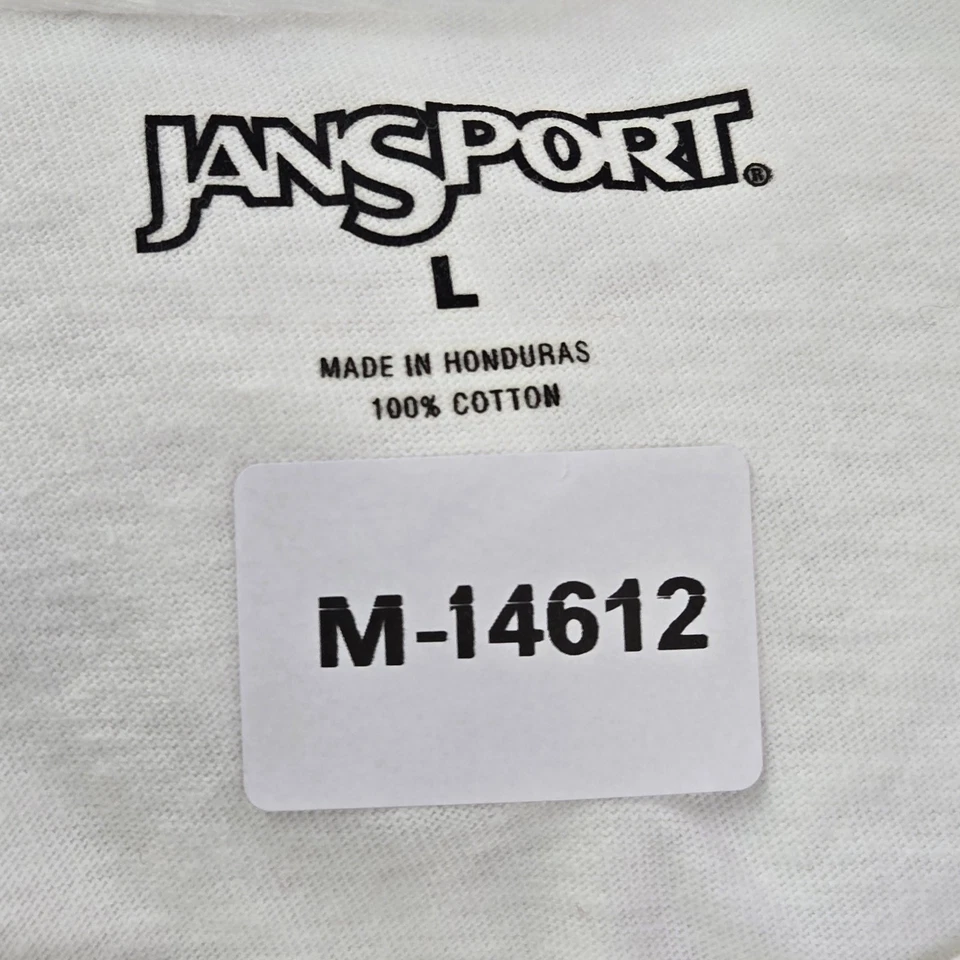 JANSPORT®
L
MADE IN HONDURAS
100% COTTON
M-14612